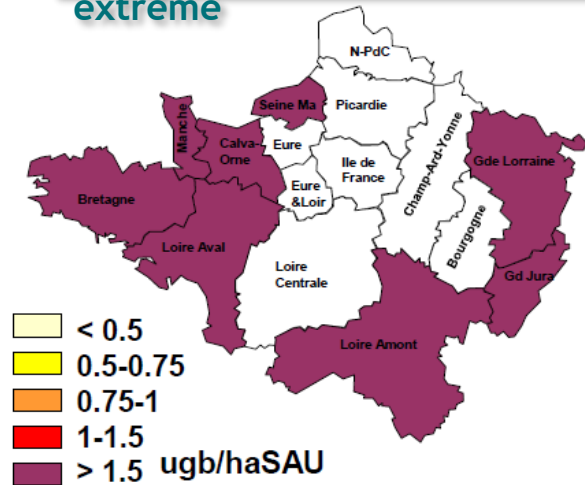 extrême
N-PdC
Seine Ma
Picardie
Manche
Calva-
Orne
Eure
Ile de
France
Champ-Ard-Yonne
Gde Lorraine
Eure
&Loir
Bretagne
Loire Aval
Bourgogne
Loire
Centrale
Gd Jura
Loire Amont
< 0.5
0.5-0.75
0.75-1
1-1.5
> 1.5 ugb/haSAU